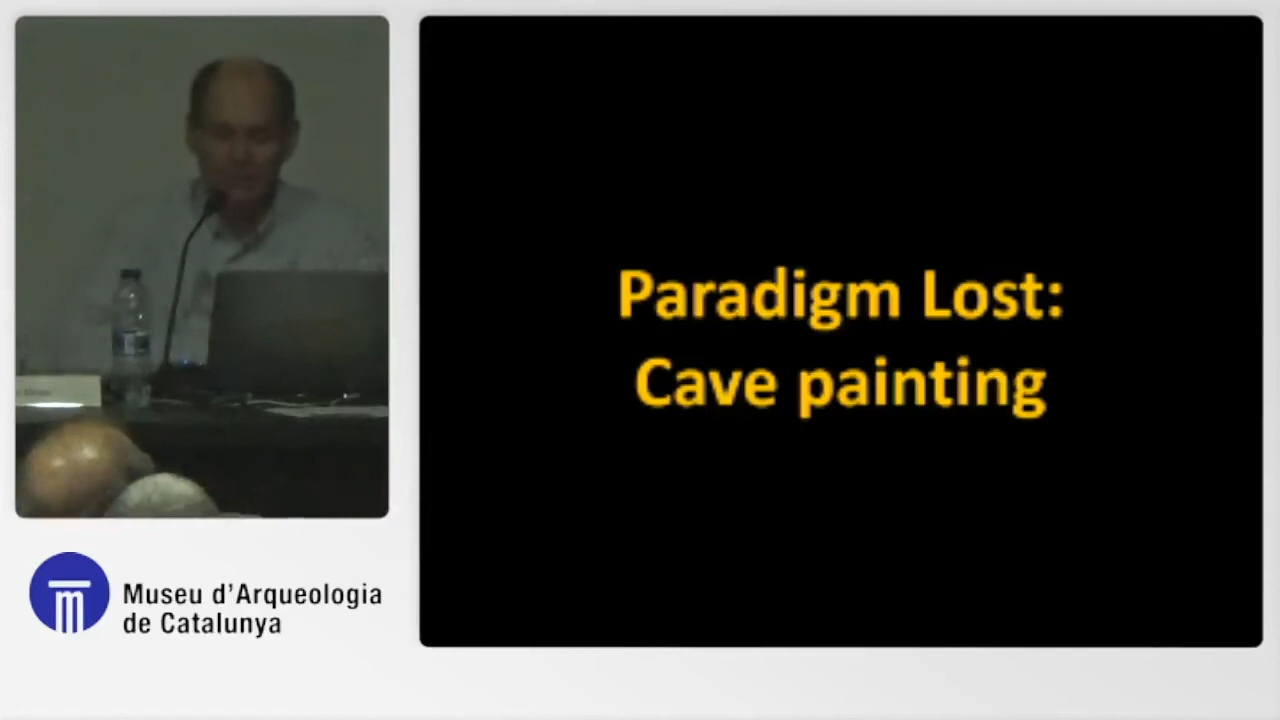 Paradigm Lost:
Cave painting
Museu d'Arqueologia
de Catalunya